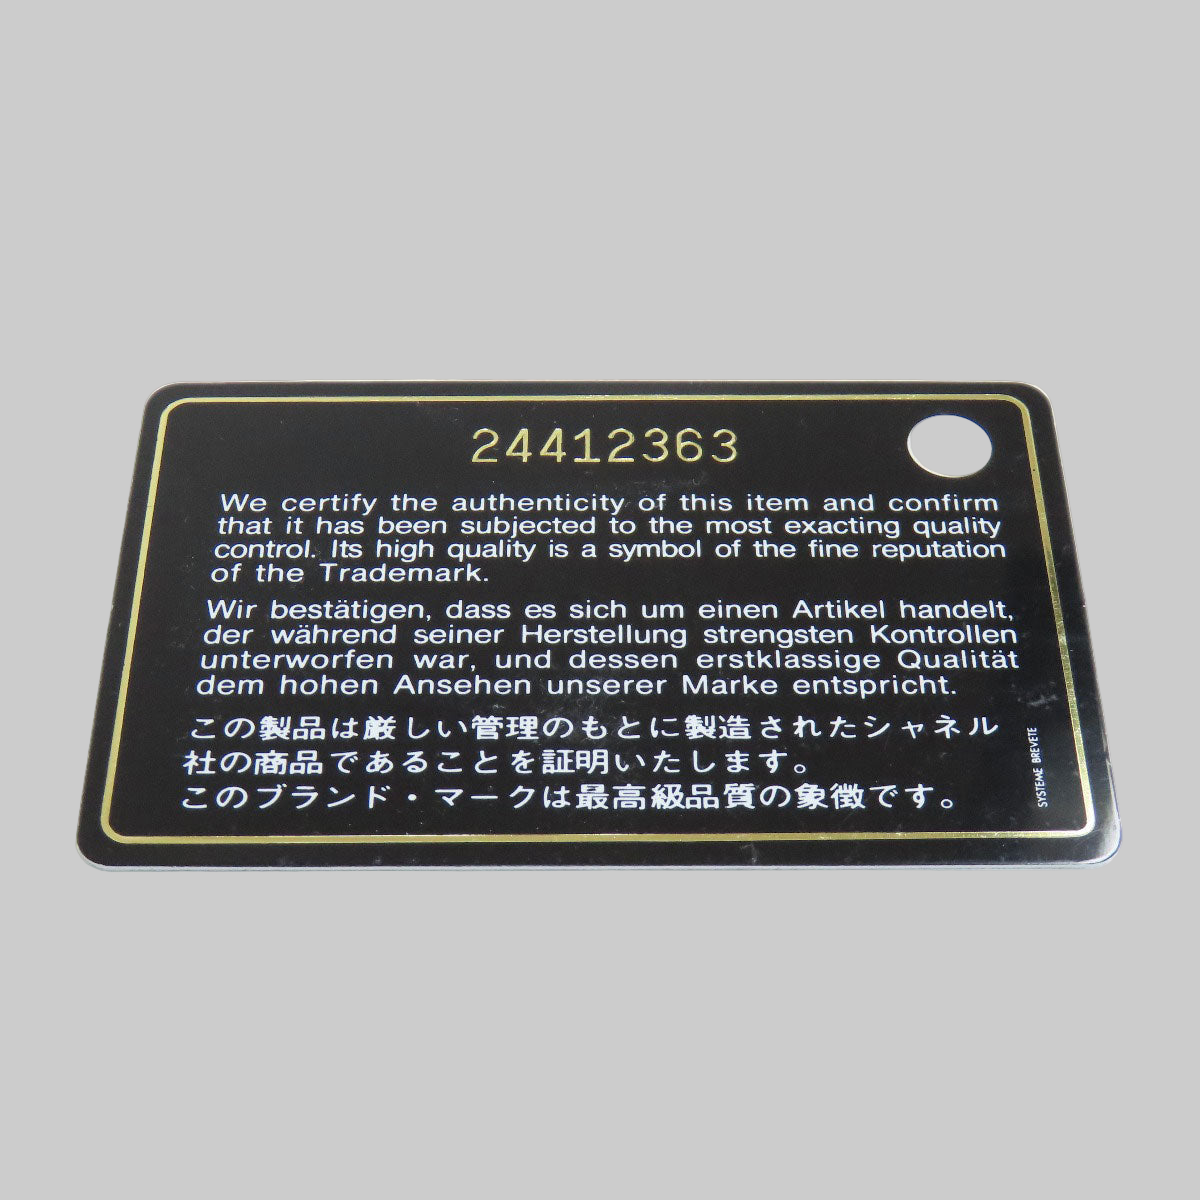 24412363
We certify the authenticity of this item and confirm
that it has been subjected to the most exacting quality
control. Its high quality is a symbol of the fine reputation
of the Trademark.
Wir bestätigen, dass es sich um einen Artikel handelt,
der während seiner Herstellung strengsten Kontrollen
unterworfen war, und dessen erstklassige Qualität
dem hohen Ansehen unserer Marke entspricht.
この製品は厳しい管理のもとに製造されたシャネル
社の商品であることを証明いたします。
このブランド・マークは最高級品質の象徴です。
SYSTEME BREVETE